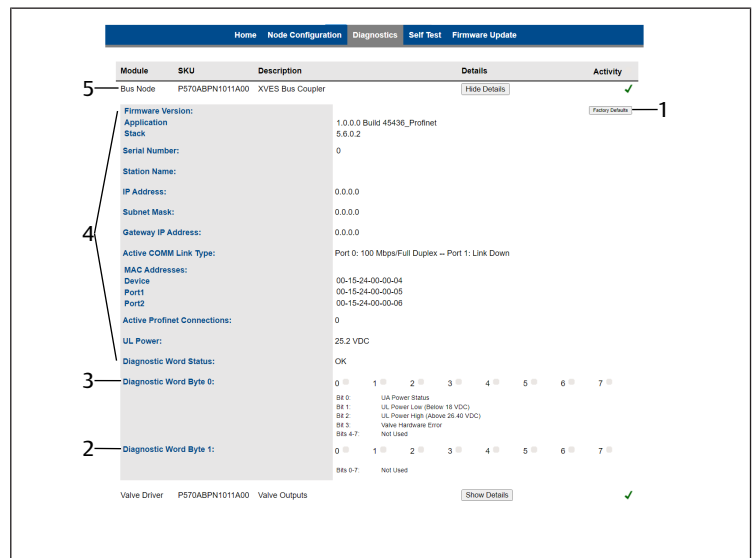 Home Node Configuration Diagnostics Self Test Firmware Update
Module SKU Description Details Activity
5 Bus Node P570ABPN1011A00 XVES Bus Coupler Hide Details ✓
Firmware Version: Factory Defaults 1
Application 1.0.0.0 Build 45436_Profinet
Stack 5.6.0.2
Serial Number: 0
Station Name:
IP Address: 0.0.0.0
Subnet Mask: 0.0.0.0
4 Gateway IP Address: 0.0.0.0
Active COMM Link Type: Port 0: 100 Mbps/Full Duplex -- Port 1: Link Down
MAC Addresses:
Device 00-15-24-00-00-04
Port1 00-15-24-00-00-05
Port2 00-15-24-00-00-06
Active Profinet Connections: 0
UL Power: 25.2 VDC
Diagnostic Word Status: OK
3 Diagnostic Word Byte 0: 0 1 2 3 4 5 6 7
Bit 0: UA Power Status
Bit 1: UL Power Low (Below 18 VDC)
Bit 2: UL Power High (Above 26.40 VDC)
Bit 3 Valve Hardware Error
Bits 4-7: Not Used
2 Diagnostic Word Byte 1: 0 1 2 3 4 5 6 7
Bits 0-7: Not Used
Valve Driver P570ABPN1011A00 Valve Outputs Show Details ✓